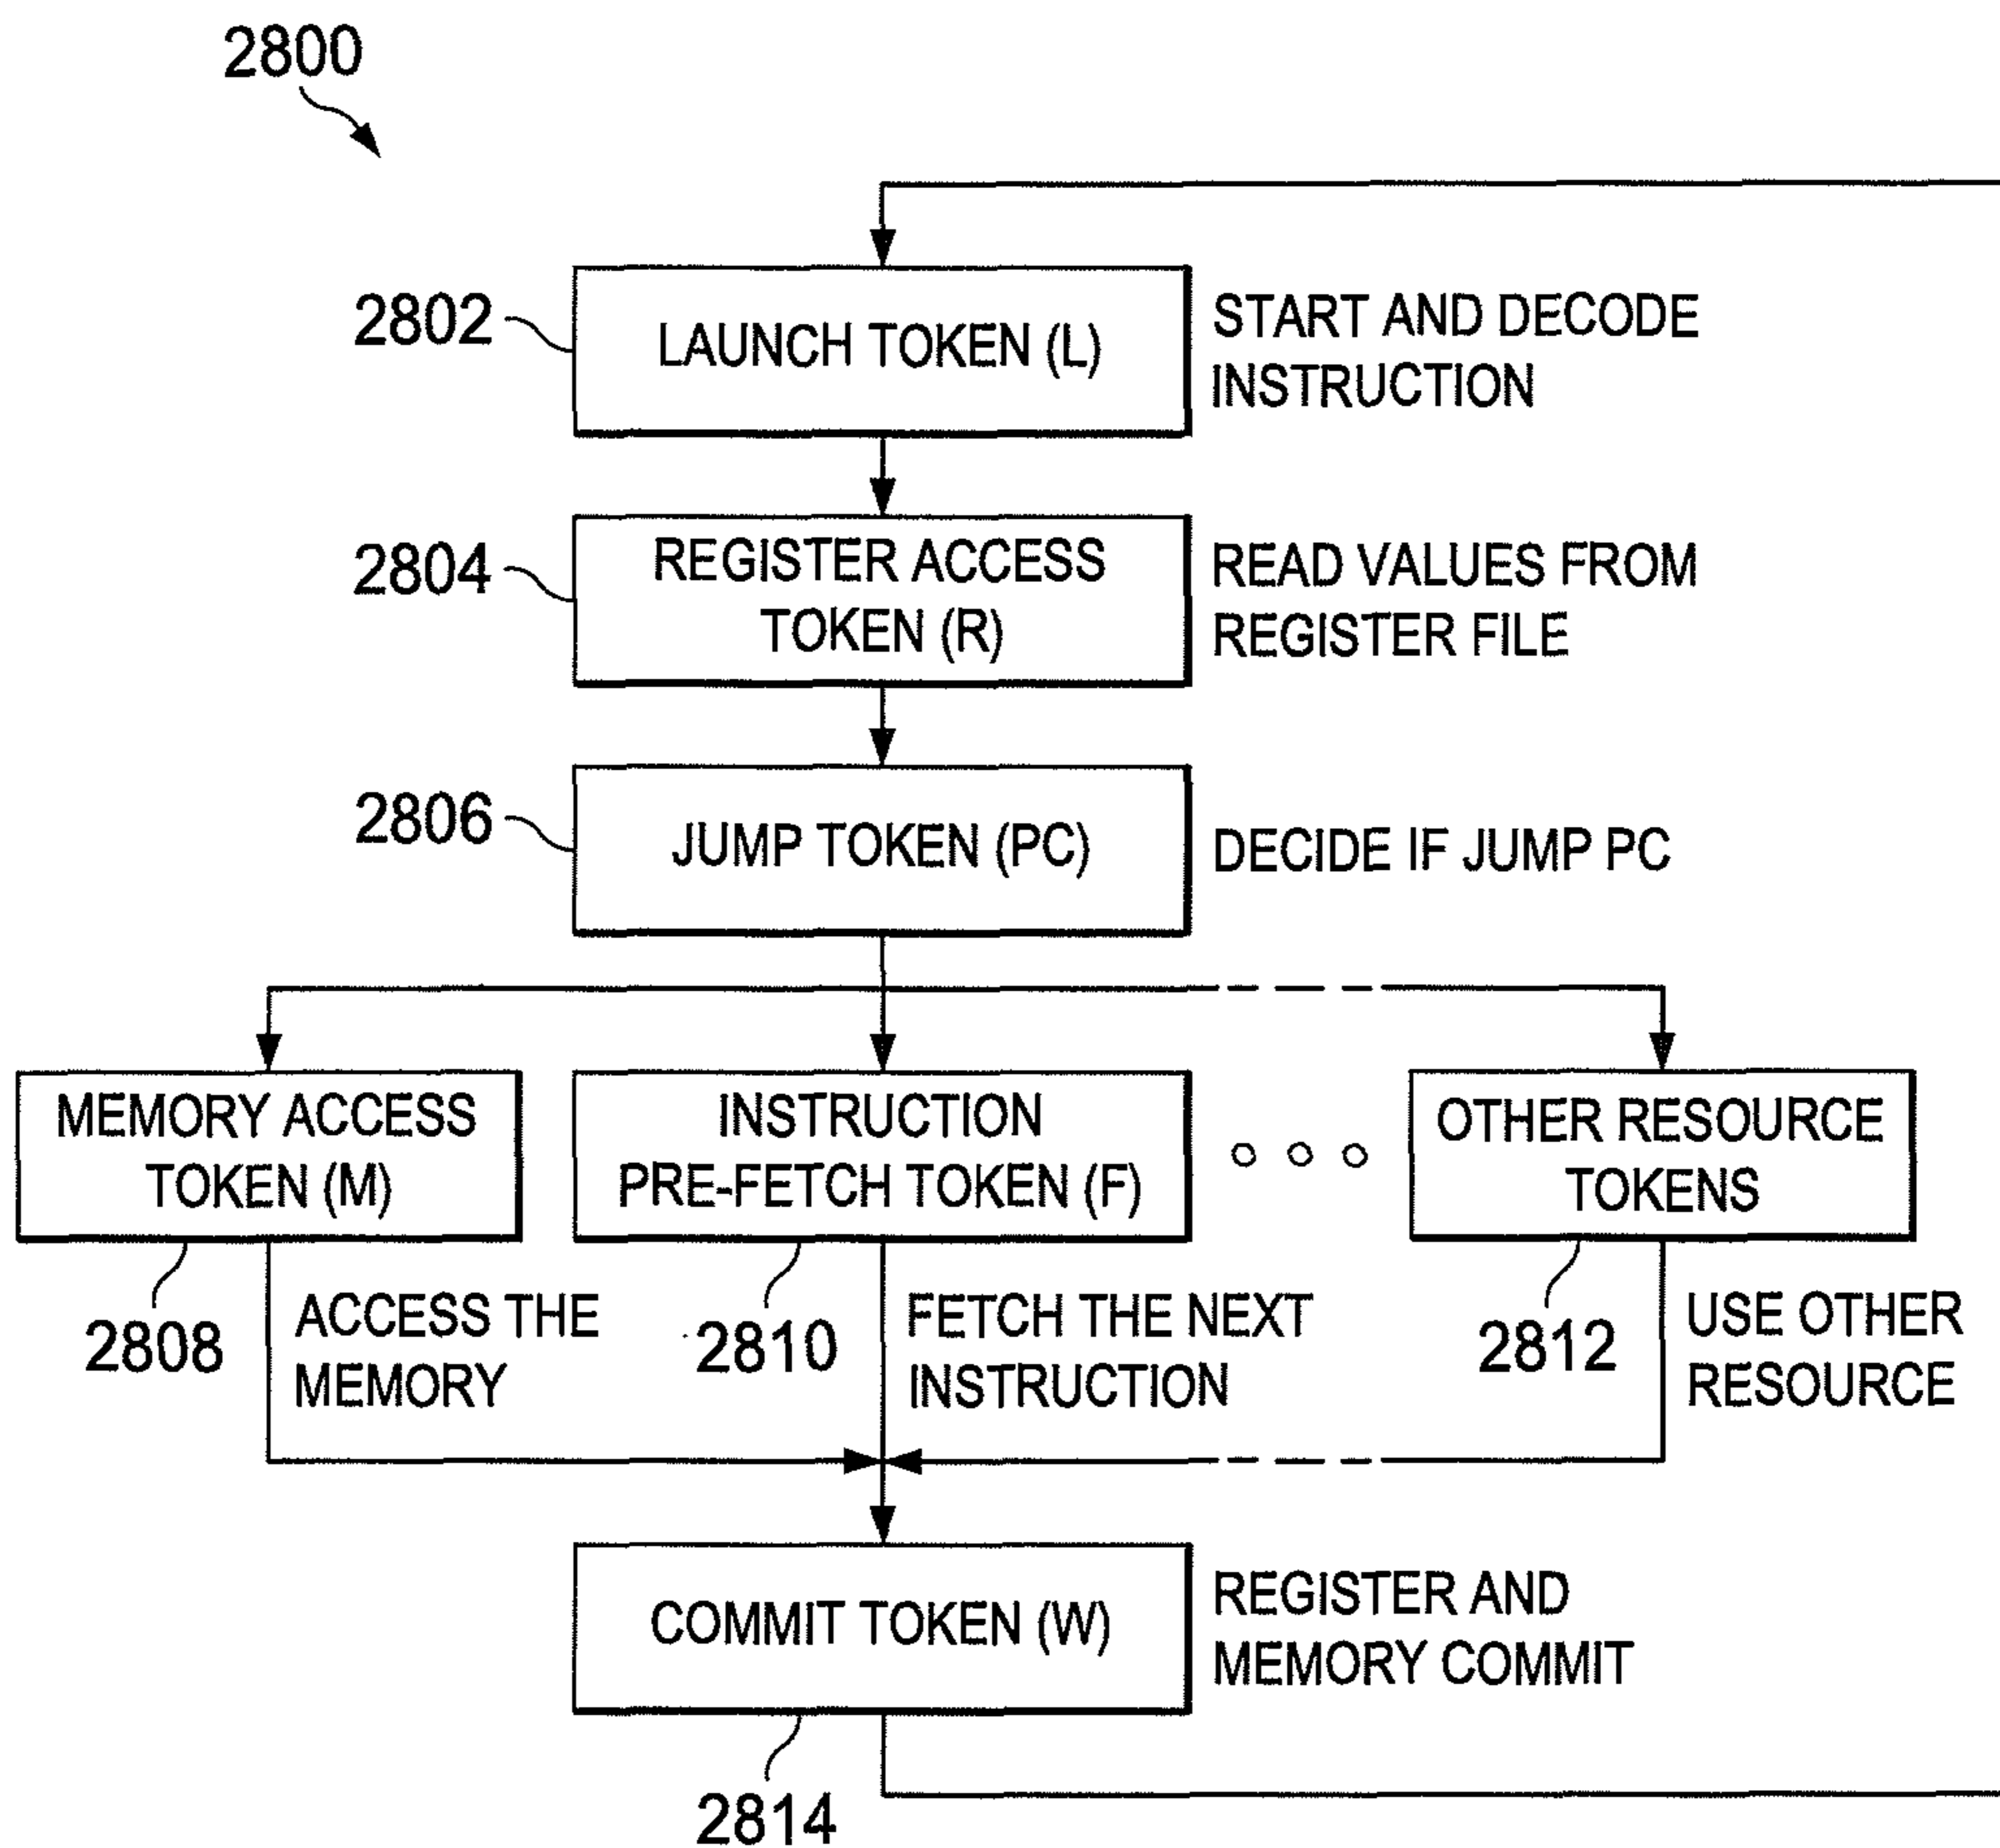 2800
2802
LAUNCH TOKEN (L)
START AND DECODE
INSTRUCTION
2804
REGISTER ACCESS
TOKEN (R)
READ VALUES FROM
REGISTER FILE
2806
JUMP TOKEN (PC)
DECIDE IF JUMP PC
MEMORY ACCESS
TOKEN (M)
INSTRUCTION
PRE-FETCH TOKEN (F)
OTHER RESOURCE
TOKENS
2808
ACCESS THE
MEMORY
2810
FETCH THE NEXT
INSTRUCTION
2812
USE OTHER
RESOURCE
COMMIT TOKEN (W)
REGISTER AND
MEMORY COMMIT
2814